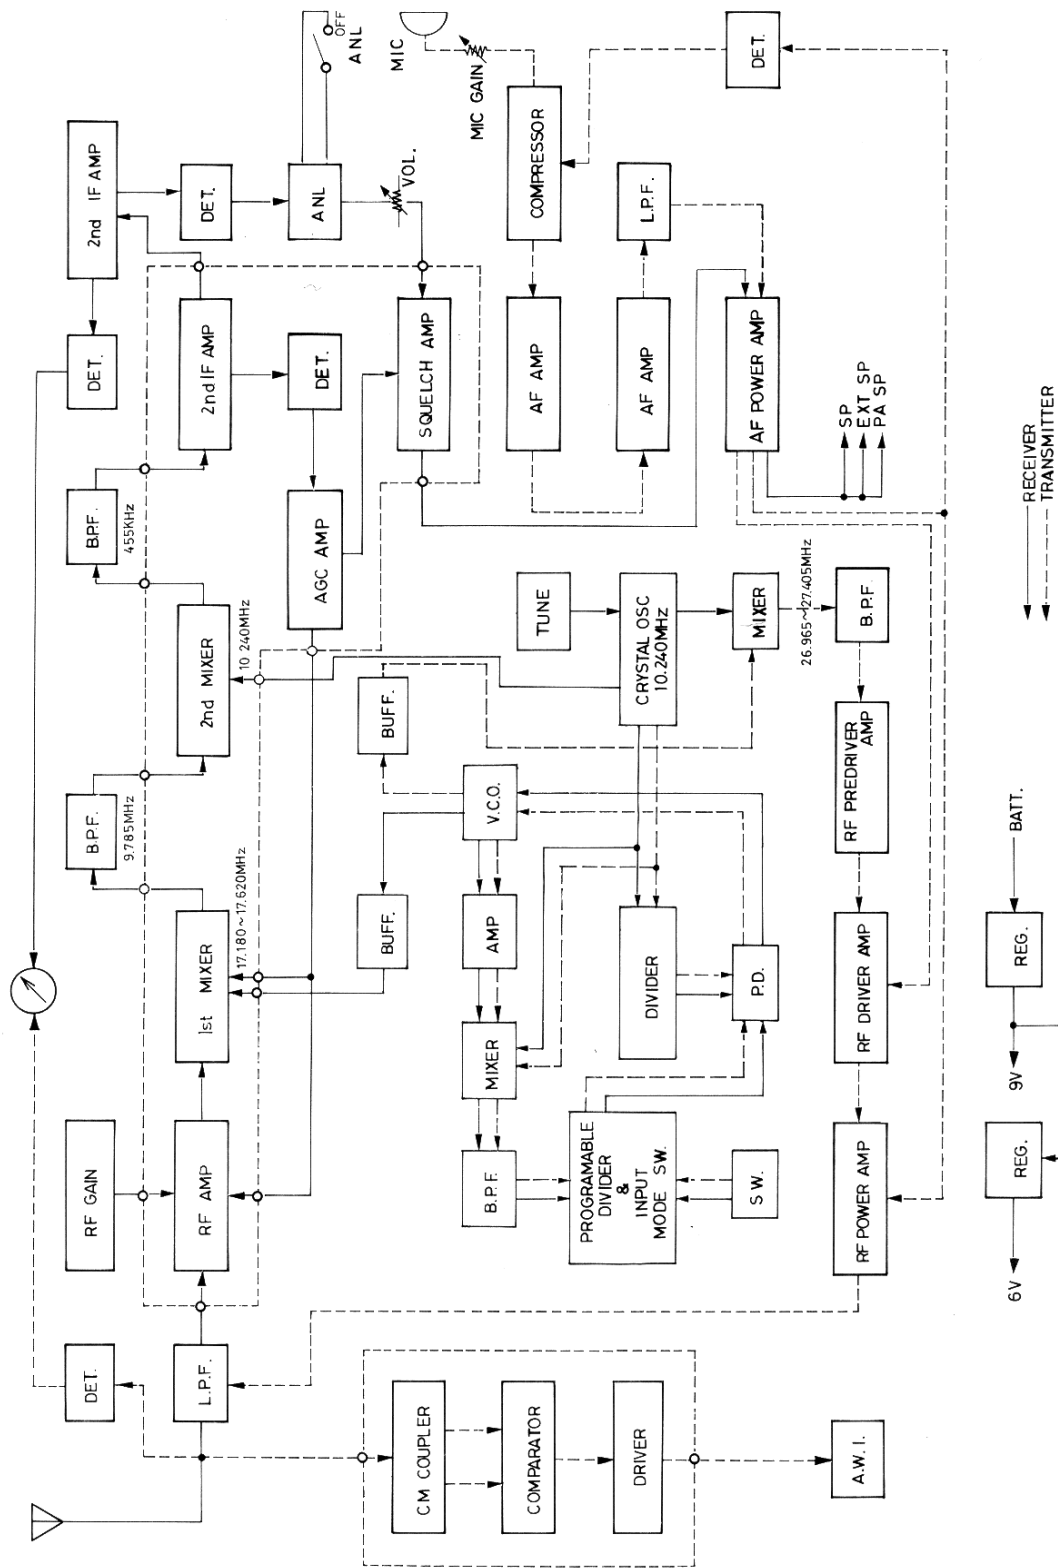 DET.
RF GAIN
B.P.F.
9.785MHz
B.P.F.
455KHz
DET.
2nd IF AMP
L.P.F.
RF AMP
1st MIXER
17.180~17.620MHz
2nd MIXER
10.240MHz
2nd IF AMP
DET.
AGC AMP
DET.
ANL
OFF
ANL
VOL.
SQUELCH AMP
MIC
MIC GAIN
BUFF.
BUFF.
CM COUPLER
COMPARATOR
DRIVER
A.W.I.
B.P.F.
MIXER
AMP
V.C.O.
TUNE
AF AMP
COMPRESSOR
PROGRAMABLE
DIVIDER
&
INPUT
MODE SW.
DIVIDER
CRYSTAL OSC
10.240MHz
AF AMP
L.P.F.
SW.
P.D.
MIXER
26.965~27.405MHz
AF POWER AMP
DET.
SP
EXT SP
PA SP
RF POWER AMP
RF DRIVER AMP
RF PREDRIVER
AMP
B.P.F.
6V
REG.
9V
REG.
BATT.
RECEIVER
TRANSMITTER